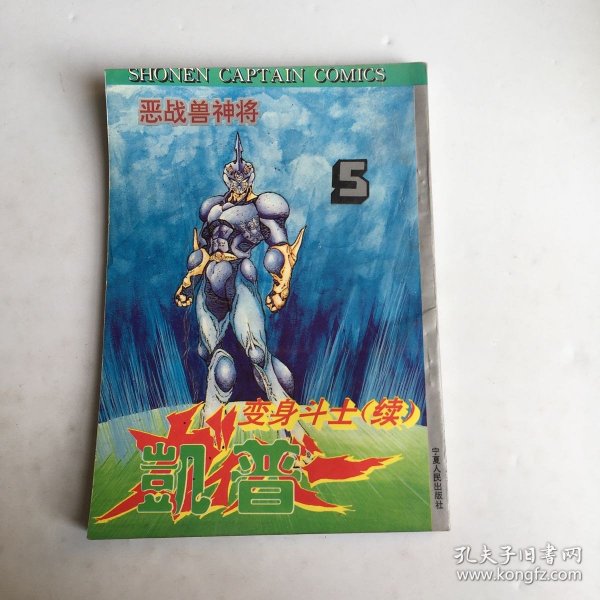 SHONEN CAPTAIN COMICS
恶战兽神将
5
变身斗士(续)
凱普
宁夏人民出版社
孔夫子旧书网
www.kongfz.com